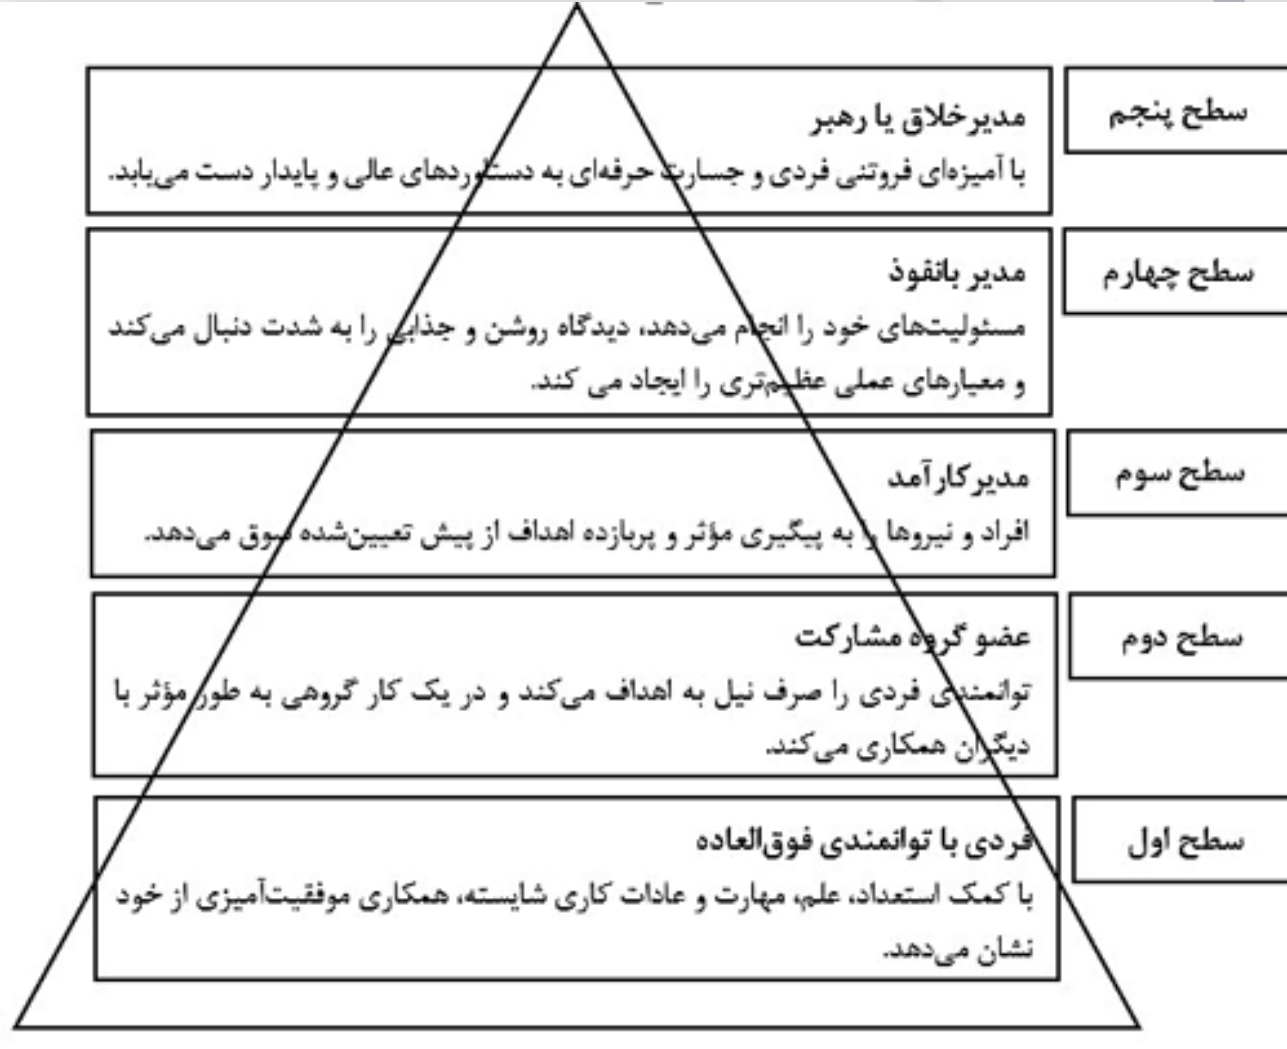 سطح پنجم
مدیرخلاق یا رهبر
با آمیزه‌ای فروتنی فردی و جسارت حرفه‌ای به دستاوردهای عالی و پایدار دست می‌یابد.
سطح چهارم
مدیر بانفوذ
مسئولیت‌های خود را انجام می‌دهد، دیدگاه روشن و جذابی را به شدت دنبال می‌کند
و معیارهای عملی عظیم‌تری را ایجاد می کند.
سطح سوم
مدیرکارآمد
افراد و نیروها را به پیگیری مؤثر و پربازده اهداف از پیش تعیین‌شده سوق می‌دهد.
سطح دوم
عضو گروه مشارکت
توانمندی فردی را صرف نیل به اهداف می‌کند و در یک کار گروهی به طور مؤثر با
دیگران همکاری می‌کند.
سطح اول
فردی با توانمندی فوق‌العاده
با کمک استعداد، علم، مهارت و عادات کاری شایسته، همکاری موفقیت‌آمیزی از خود
نشان می‌دهد.